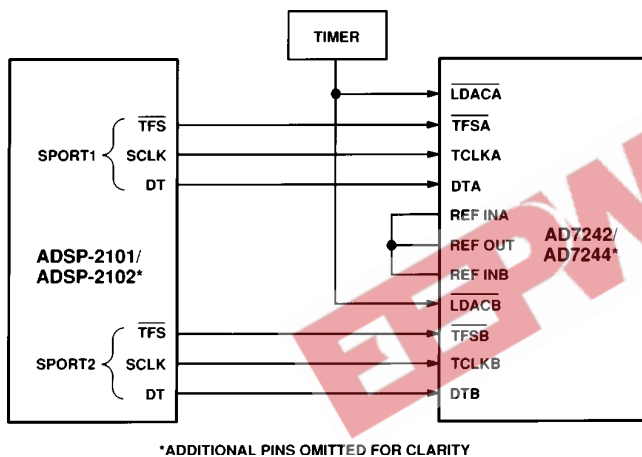 TIMER
LDACA
TFS
TFSA
SPORT1
SCLK
TCLKA
DT
DTA
REF INA
ADSP-2101/
ADSP-2102*
REF OUT
AD7242/
AD7244*
REF INB
LDACB
TFS
TFSB
SPORT2
SCLK
TCLKB
DT
DTB
*ADDITIONAL PINS OMITTED FOR CLARITY
EEPW